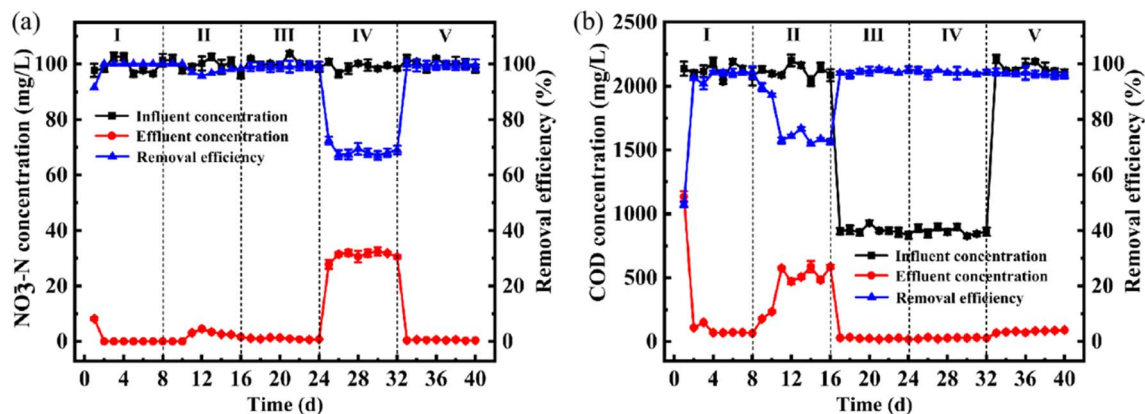 (a)
I II III IV V
NO3-N concentration (mg/L)
100
80
60
40
20
0
Influent concentration
Effluent concentration
Removal efficiency
100
80
60
40
20
0
Removal efficiency (%)
0 4 8 12 16 20 24 28 32 36 40
Time (d)
(b)
I II III IV V
COD concentration (mg/L)
2500
2000
1500
1000
500
0
Influent concentration
Effluent concentration
Removal efficiency
100
80
60
40
20
0
Removal efficiency (%)
0 4 8 12 16 20 24 28 32 36 40
Time (d)